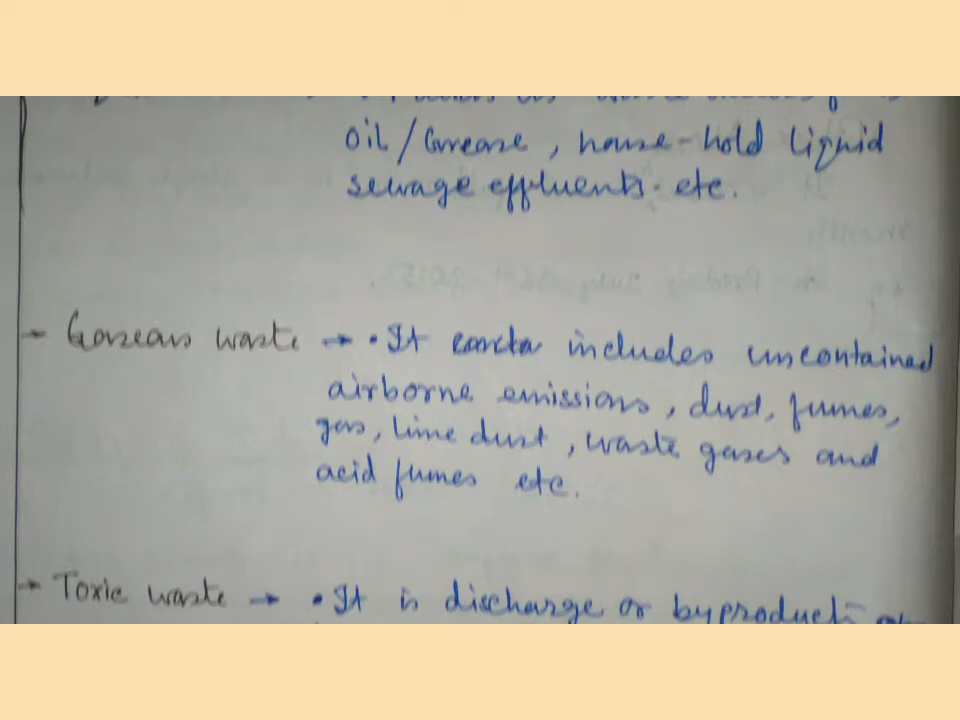 oil/Grease, house-hold liquid
sewage effluents. etc.
→ Gaseous waste → • It includes uncontained
airborne emissions, dust, fumes,
gas, lime dust, waste gases and
acid fumes etc.
→ Toxic waste → • It is discharge or byproduct